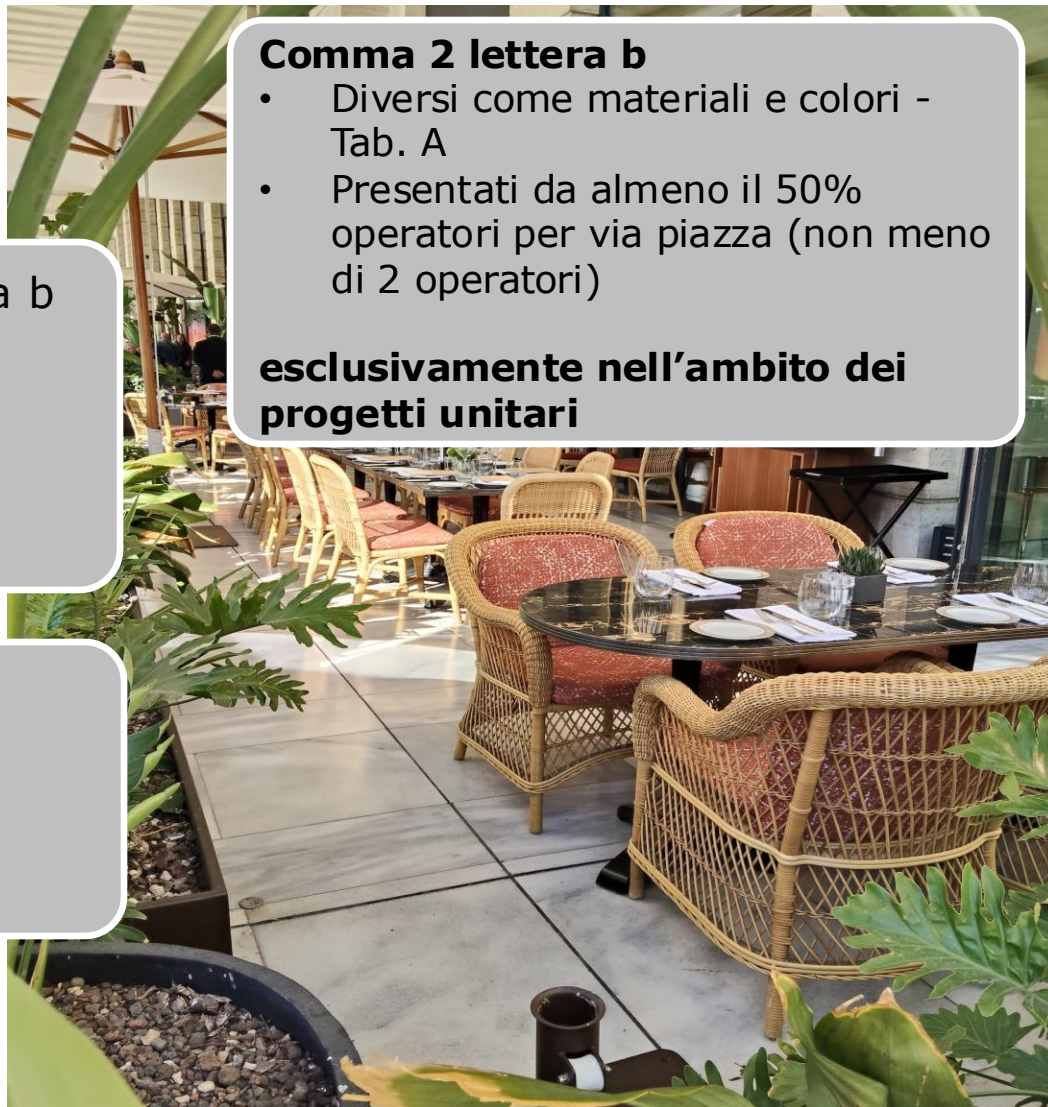 Comma 2 lettera b
• Diversi come materiali e colori -
Tab. A
• Presentati da almeno il 50%
operatori per via piazza (non meno
di 2 operatori)
esclusivamente nell’ambito dei
progetti unitari
a b